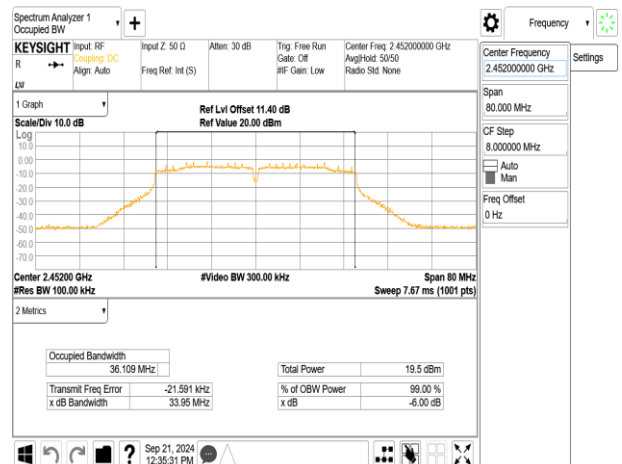 Spectrum Analyzer 1
Occupied BW
Frequency
KEYSIGHT
Input: RF
Input Z: 50 Ω
Atten: 30 dB
Trig: Free Run
Center Freq: 2.452000000 GHz
R
Coupling: DC
Gate: Off
Avg|Hold: 50/50
Align: Auto
Freq Ref: Int (S)
#IF Gain: Low
Radio Std: None
LXI
Center Frequency
2.452000000 GHz
Settings
Span
80.000 MHz
CF Step
8.000000 MHz
Auto
Man
Freq Offset
0 Hz
1 Graph
Ref Lvl Offset 11.40 dB
Scale/Div 10.0 dB
Ref Value 20.00 dBm
Log
10.0
0.00
-10.0
-20.0
-30.0
-40.0
-50.0
-60.0
-70.0
Center 2.45200 GHz
#Video BW 300.00 kHz
Span 80 MHz
#Res BW 100.00 kHz
Sweep 7.67 ms (1001 pts)
2 Metrics
Occupied Bandwidth
36.109 MHz
Total Power 19.5 dBm
Transmit Freq Error -21.591 kHz
% of OBW Power 99.00 %
x dB Bandwidth 33.95 MHz
x dB -6.00 dB
?
Sep 21, 2024
12:35:31 PM